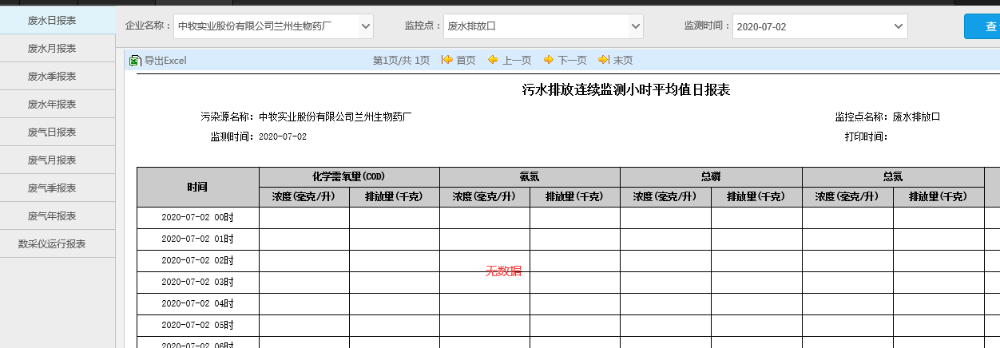 废水日报表
废水月报表
废水季报表
废水年报表
废气日报表
废气月报表
废气季报表
废气年报表
数采仪运行报表
企业名称： 中牧实业股份有限公司兰州生物药厂 监控点： 废水排放口 监测时间： 2020-07-02 查
导出Excel 第1页/共 1页 首页 上一页 下一页 末页
污水排放连续监测小时平均值日报表
污染源名称： 中牧实业股份有限公司兰州生物药厂 监控点名称： 废水排放口
监测时间： 2020-07-02 打印时间：
时间 化学需氧量(COD) 氨氮 总磷 总氮
浓度(毫克/升) 排放量(千克) 浓度(毫克/升) 排放量(千克) 浓度(毫克/升) 排放量(千克) 浓度(毫克/升) 排放量(千克)
2020-07-02 00时
2020-07-02 01时
2020-07-02 02时
无数据
2020-07-02 03时
2020-07-02 04时
2020-07-02 05时
2020-07-02 06时